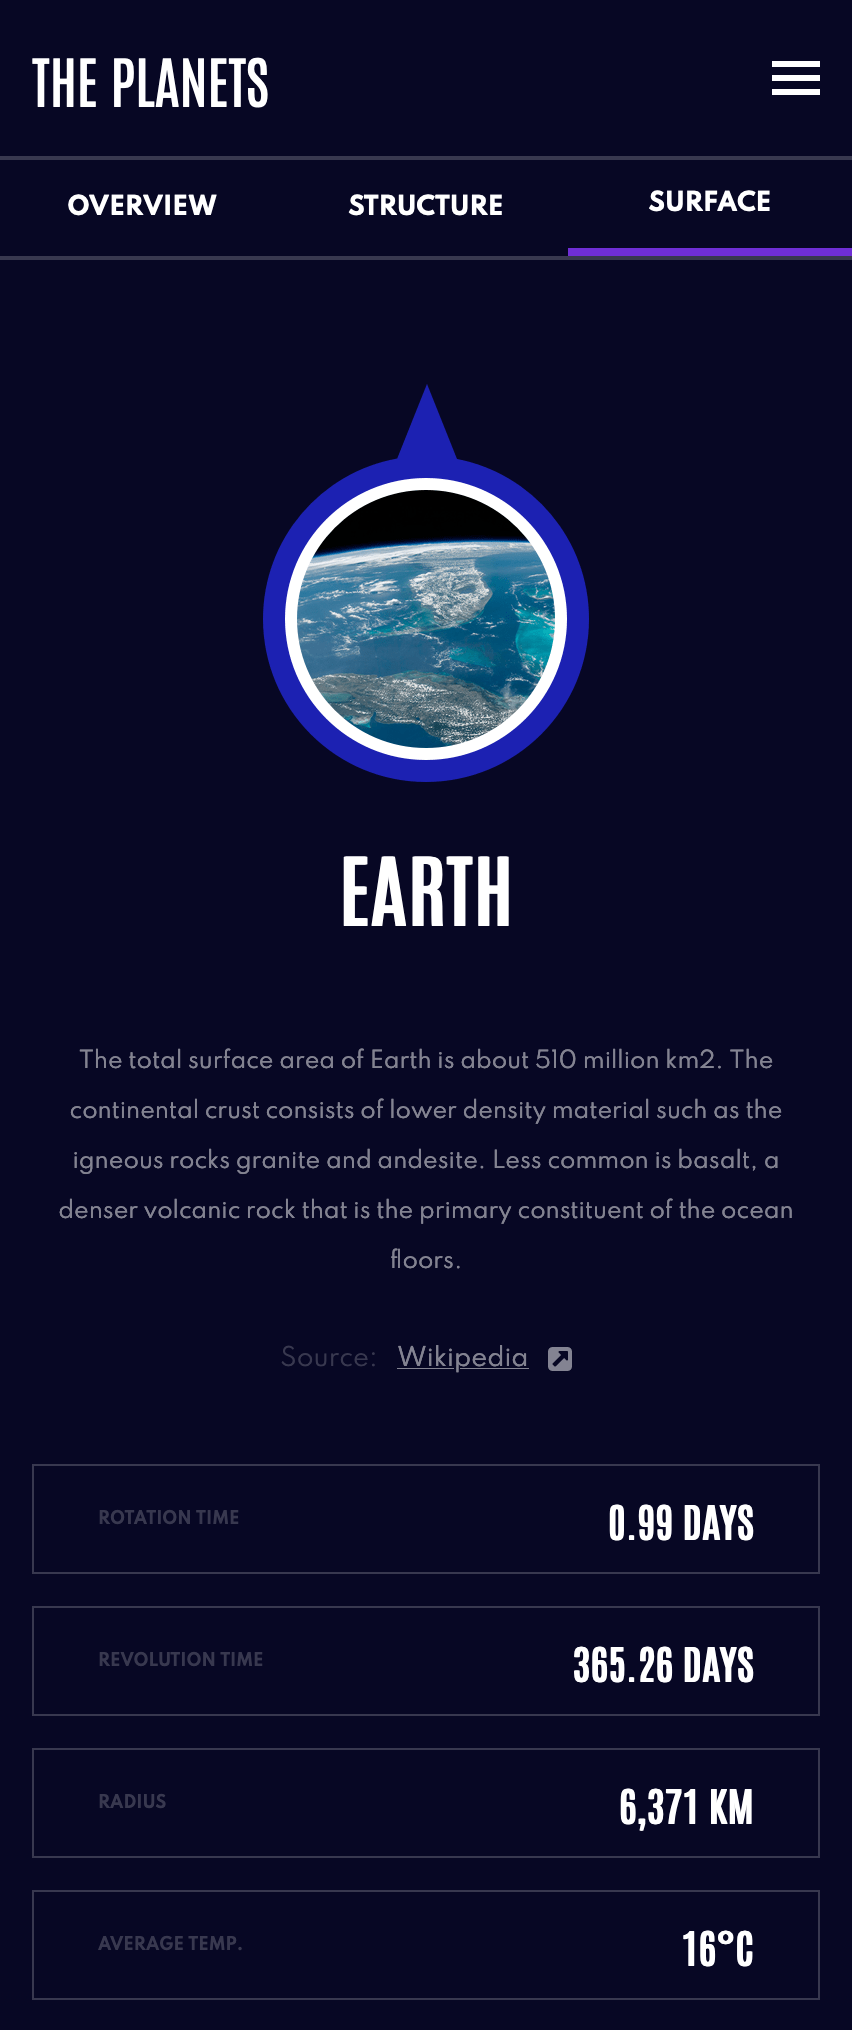 THE PLANETS
OVERVIEW STRUCTURE SURFACE
EARTH
The total surface area of Earth is about 510 million km2. The
continental crust consists of lower density material such as the
igneous rocks granite and andesite. Less common is basalt, a
denser volcanic rock that is the primary constituent of the ocean
floors.
Source: Wikipedia
ROTATION TIME 0.99 DAYS
REVOLUTION TIME 365.26 DAYS
RADIUS 6,371 KM
AVERAGE TEMP. 16°C